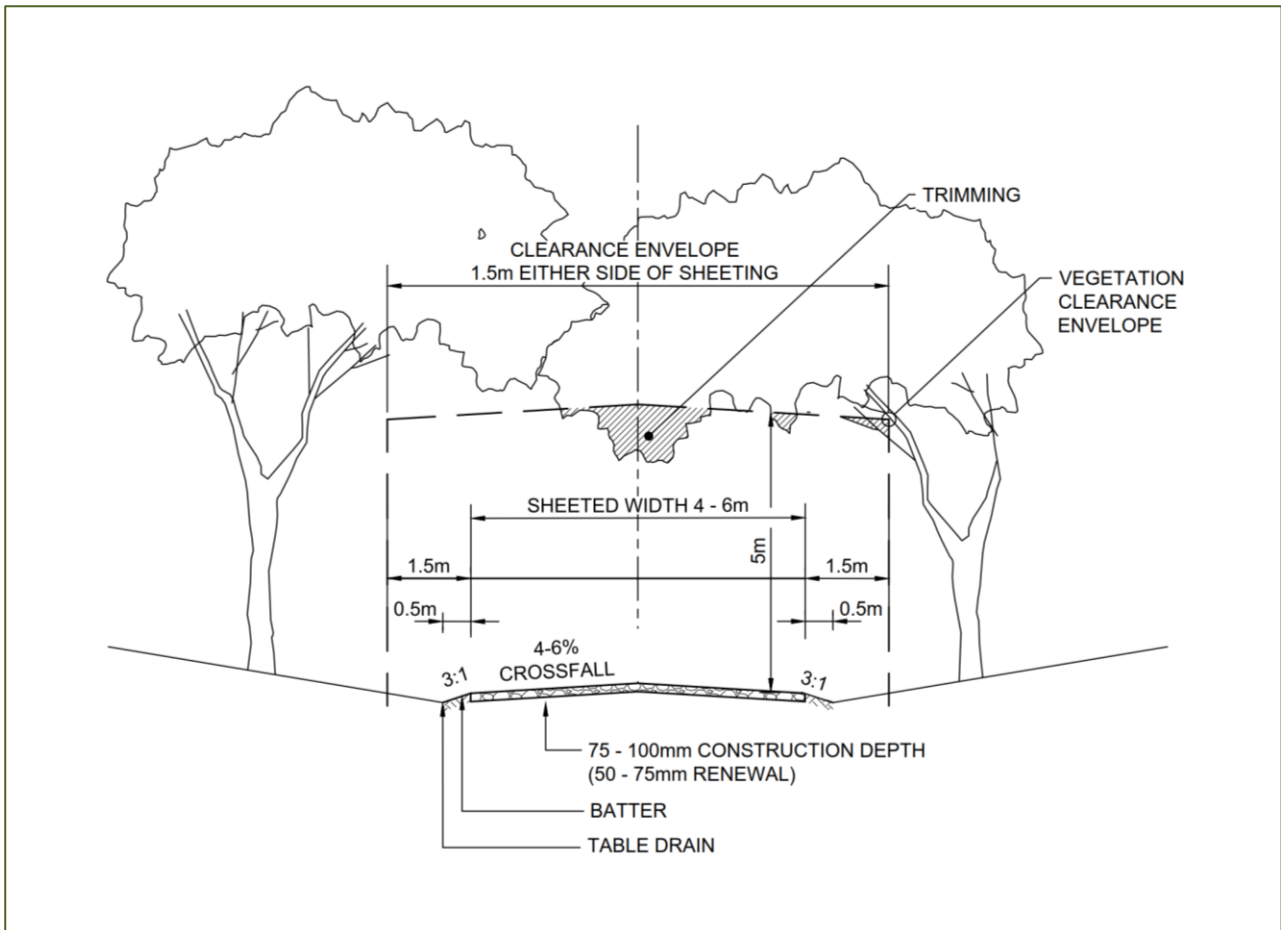 TRIMMING
CLEARANCE ENVELOPE
1.5m EITHER SIDE OF SHEETING
VEGETATION
CLEARANCE
ENVELOPE
SHEETED WIDTH 4 - 6m
5m
1.5m
1.5m
0.5m
0.5m
4-6%
CROSSFALL
3:1
3:1
75 - 100mm CONSTRUCTION DEPTH
(50 - 75mm RENEWAL)
BATTER
TABLE DRAIN